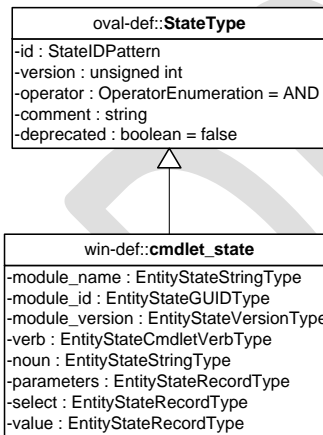 oval-def::StateType
-id : StateIDPattern
-version : unsigned int
-operator : OperatorEnumeration = AND
-comment : string
-deprecated : boolean = false
win-def::cmdlet_state
-module_name : EntityStateStringType
-module_id : EntityStateGUIDType
-module_version : EntityStateVersionType
-verb : EntityStateCmdletVerbType
-noun : EntityStateStringType
-parameters : EntityStateRecordType
-select : EntityStateRecordType
-value : EntityStateRecordType